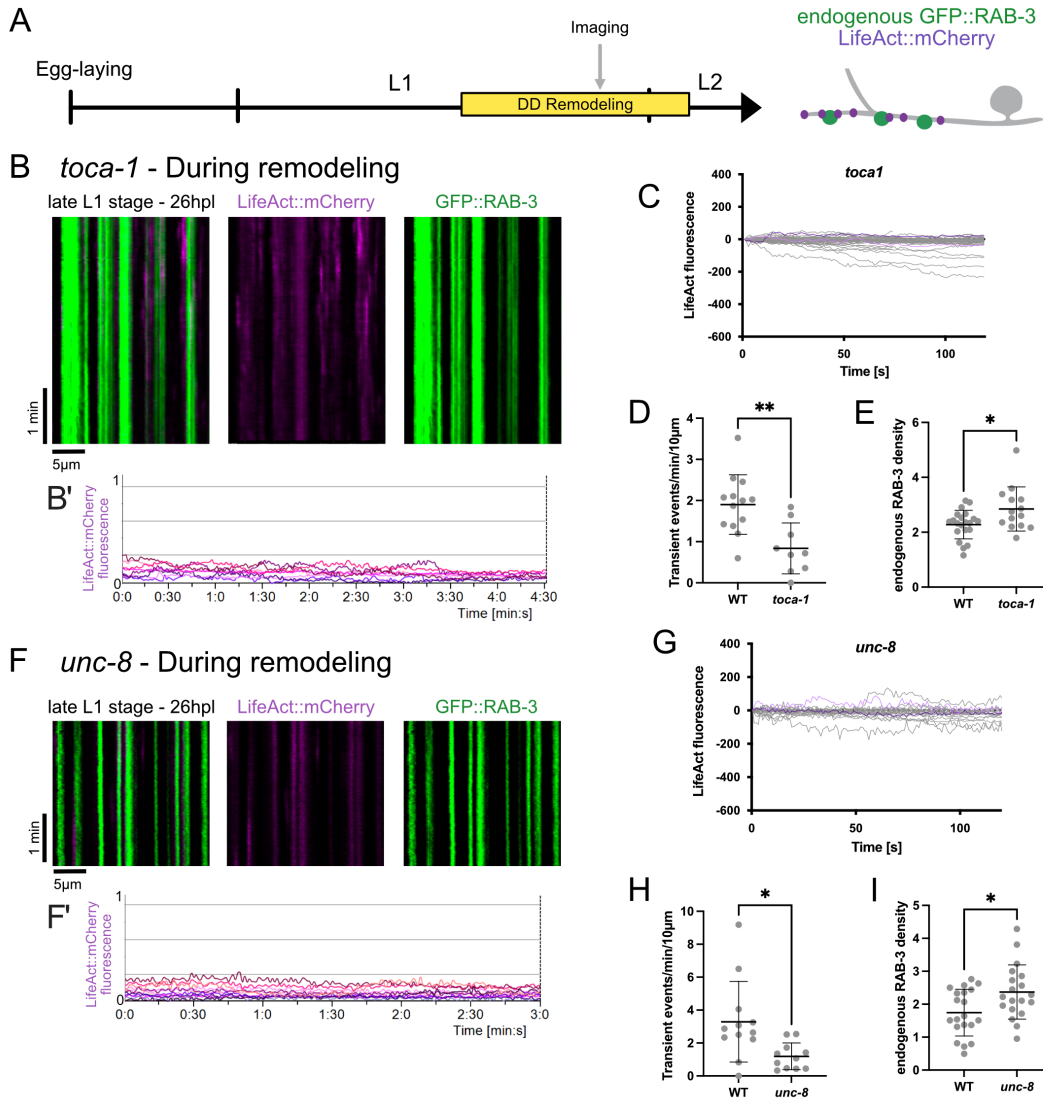 A
Egg-laying
L1
Imaging
DD Remodeling
L2
endogenous GFP::RAB-3
LifeAct::mCherry
B
toca-1 - During remodeling
late L1 stage - 26hpl
LifeAct::mCherry
GFP::RAB-3
1 min
5µm
B'
LifeAct::mCherry
fluorescence
1
0
0:0
0:30
1:0
1:30
2:0
2:30
3:0
3:30
4:0
4:30
Time [min:s]
C
toca1
LifeAct fluorescence
400
200
0
-200
-400
-600
0
50
100
Time [s]
D
Transient events/min/10µm
4
3
2
1
0
**
WT
toca-1
E
endogenous RAB-3 density
6
4
2
0
*
WT
toca-1
F
unc-8 - During remodeling
late L1 stage - 26hpl
LifeAct::mCherry
GFP::RAB-3
1 min
5µm
F'
LifeAct::mCherry
fluorescence
1
0
0:0
0:30
1:0
1:30
2:0
2:30
3:0
Time [min:s]
G
unc-8
LifeAct fluorescence
400
200
0
-200
-400
-600
0
50
100
Time [s]
H
Transient events/min/10µm
10
8
6
4
2
0
*
WT
unc-8
I
endogenous RAB-3 density
5
4
3
2
1
0
*
WT
unc-8